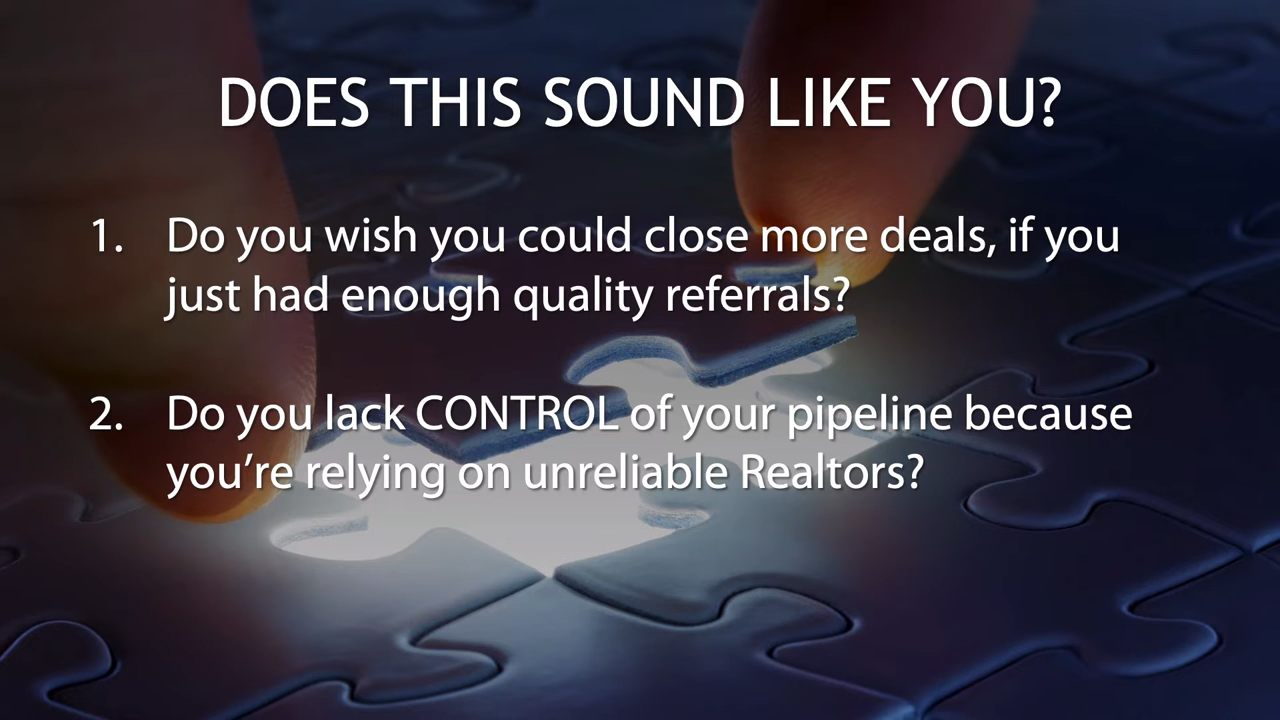 DOES THIS SOUND LIKE YOU?
1. Do you wish you could close more deals, if you
just had enough quality referrals?
2. Do you lack CONTROL of your pipeline because
you’re relying on unreliable Realtors?